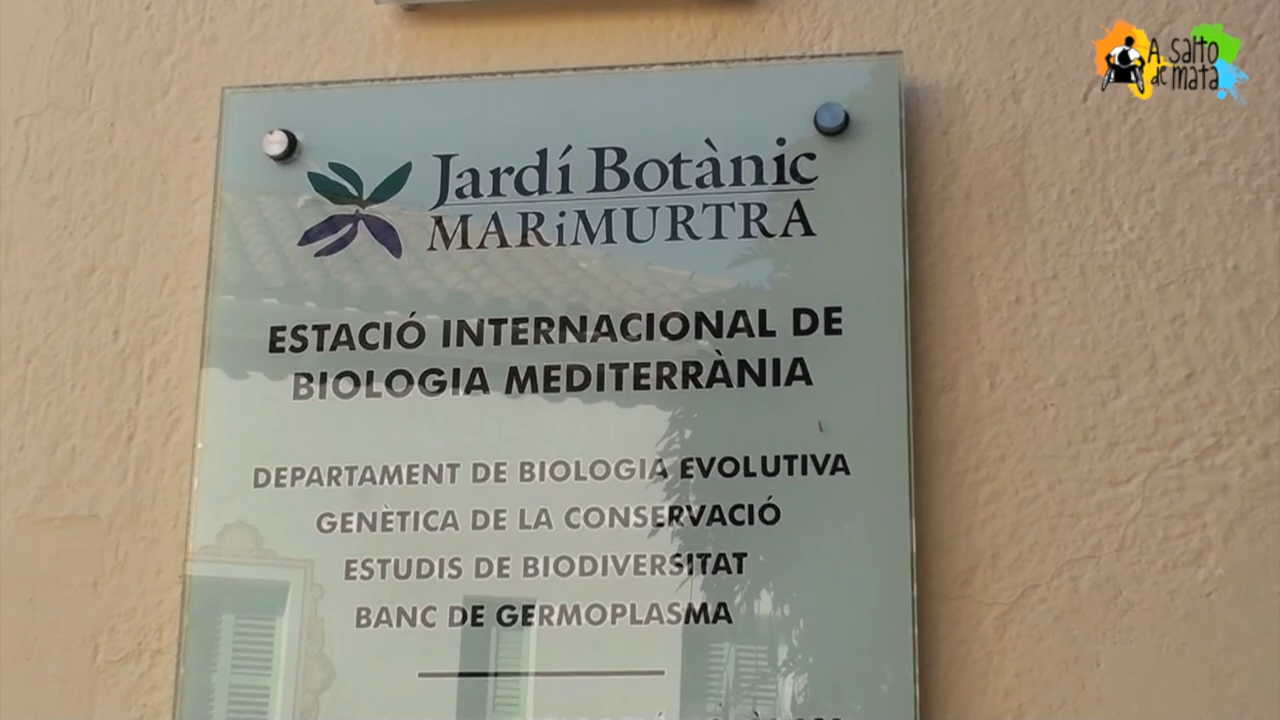 A SALTO
de mata
Jardí Botànic
MARiMURTRA
ESTACIÓ INTERNACIONAL DE
BIOLOGIA MEDITERRÀNIA
DEPARTAMENT DE BIOLOGIA EVOLUTIVA
GENÈTICA DE LA CONSERVACIÓ
ESTUDIS DE BIODIVERSITAT
BANC DE GERMOPLASMA